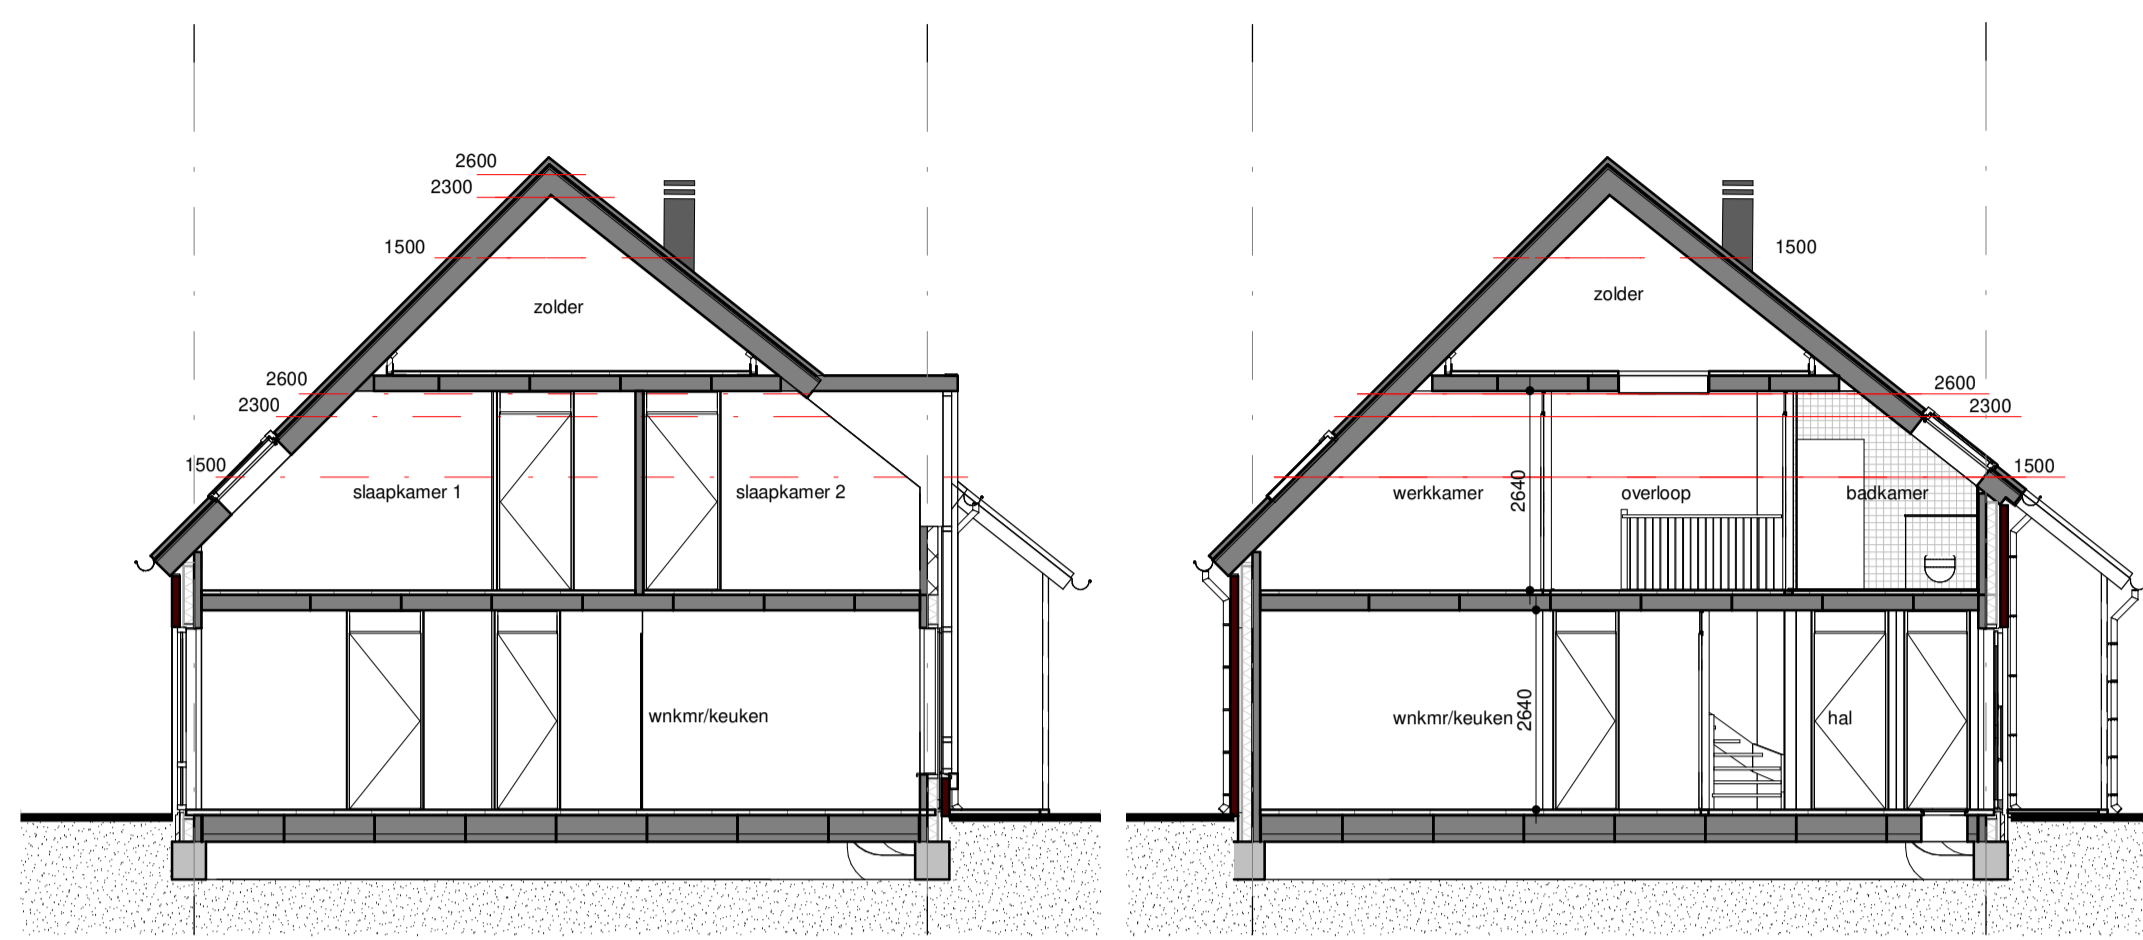 2600
2300
1500
zolder
2600
2300
1500
slaapkamer 1
slaapkamer 2
wnkmr/keuken
1500
zolder
2600
2300
1500
werkkamer
2640
overloop
badkamer
wnkmr/keuken
2640
hal